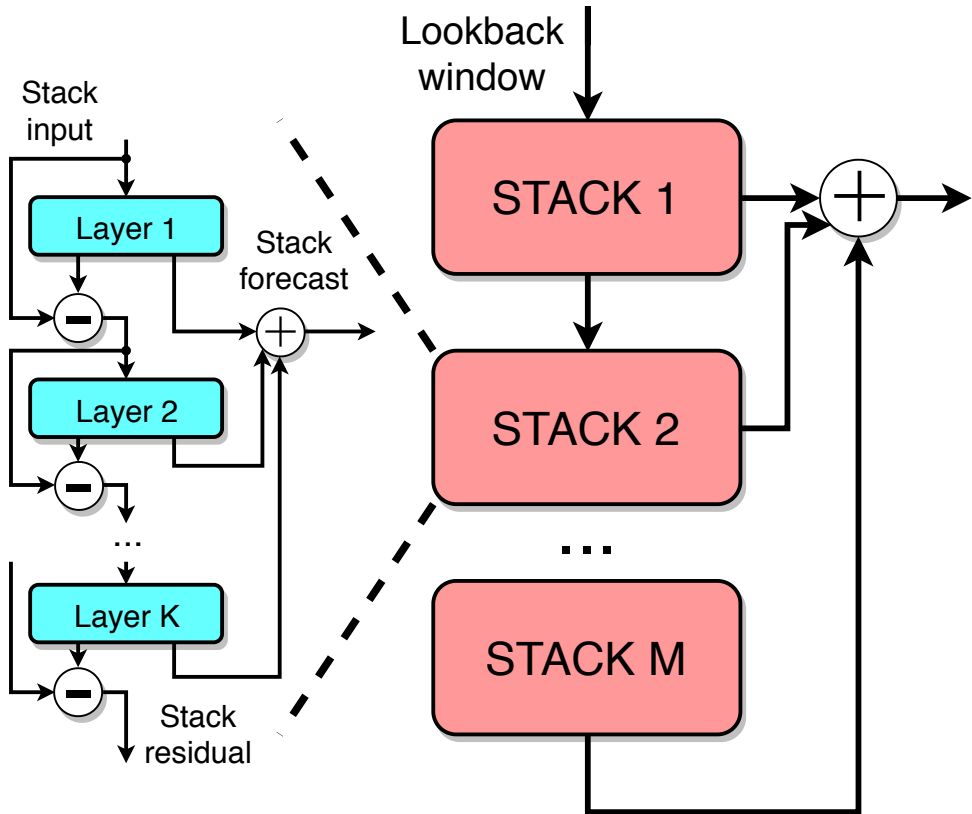 Lookback
window
Stack
input
STACK 1
Layer 1
Stack
forecast
STACK 2
Layer 2
...
...
Layer K
STACK M
Stack
residual